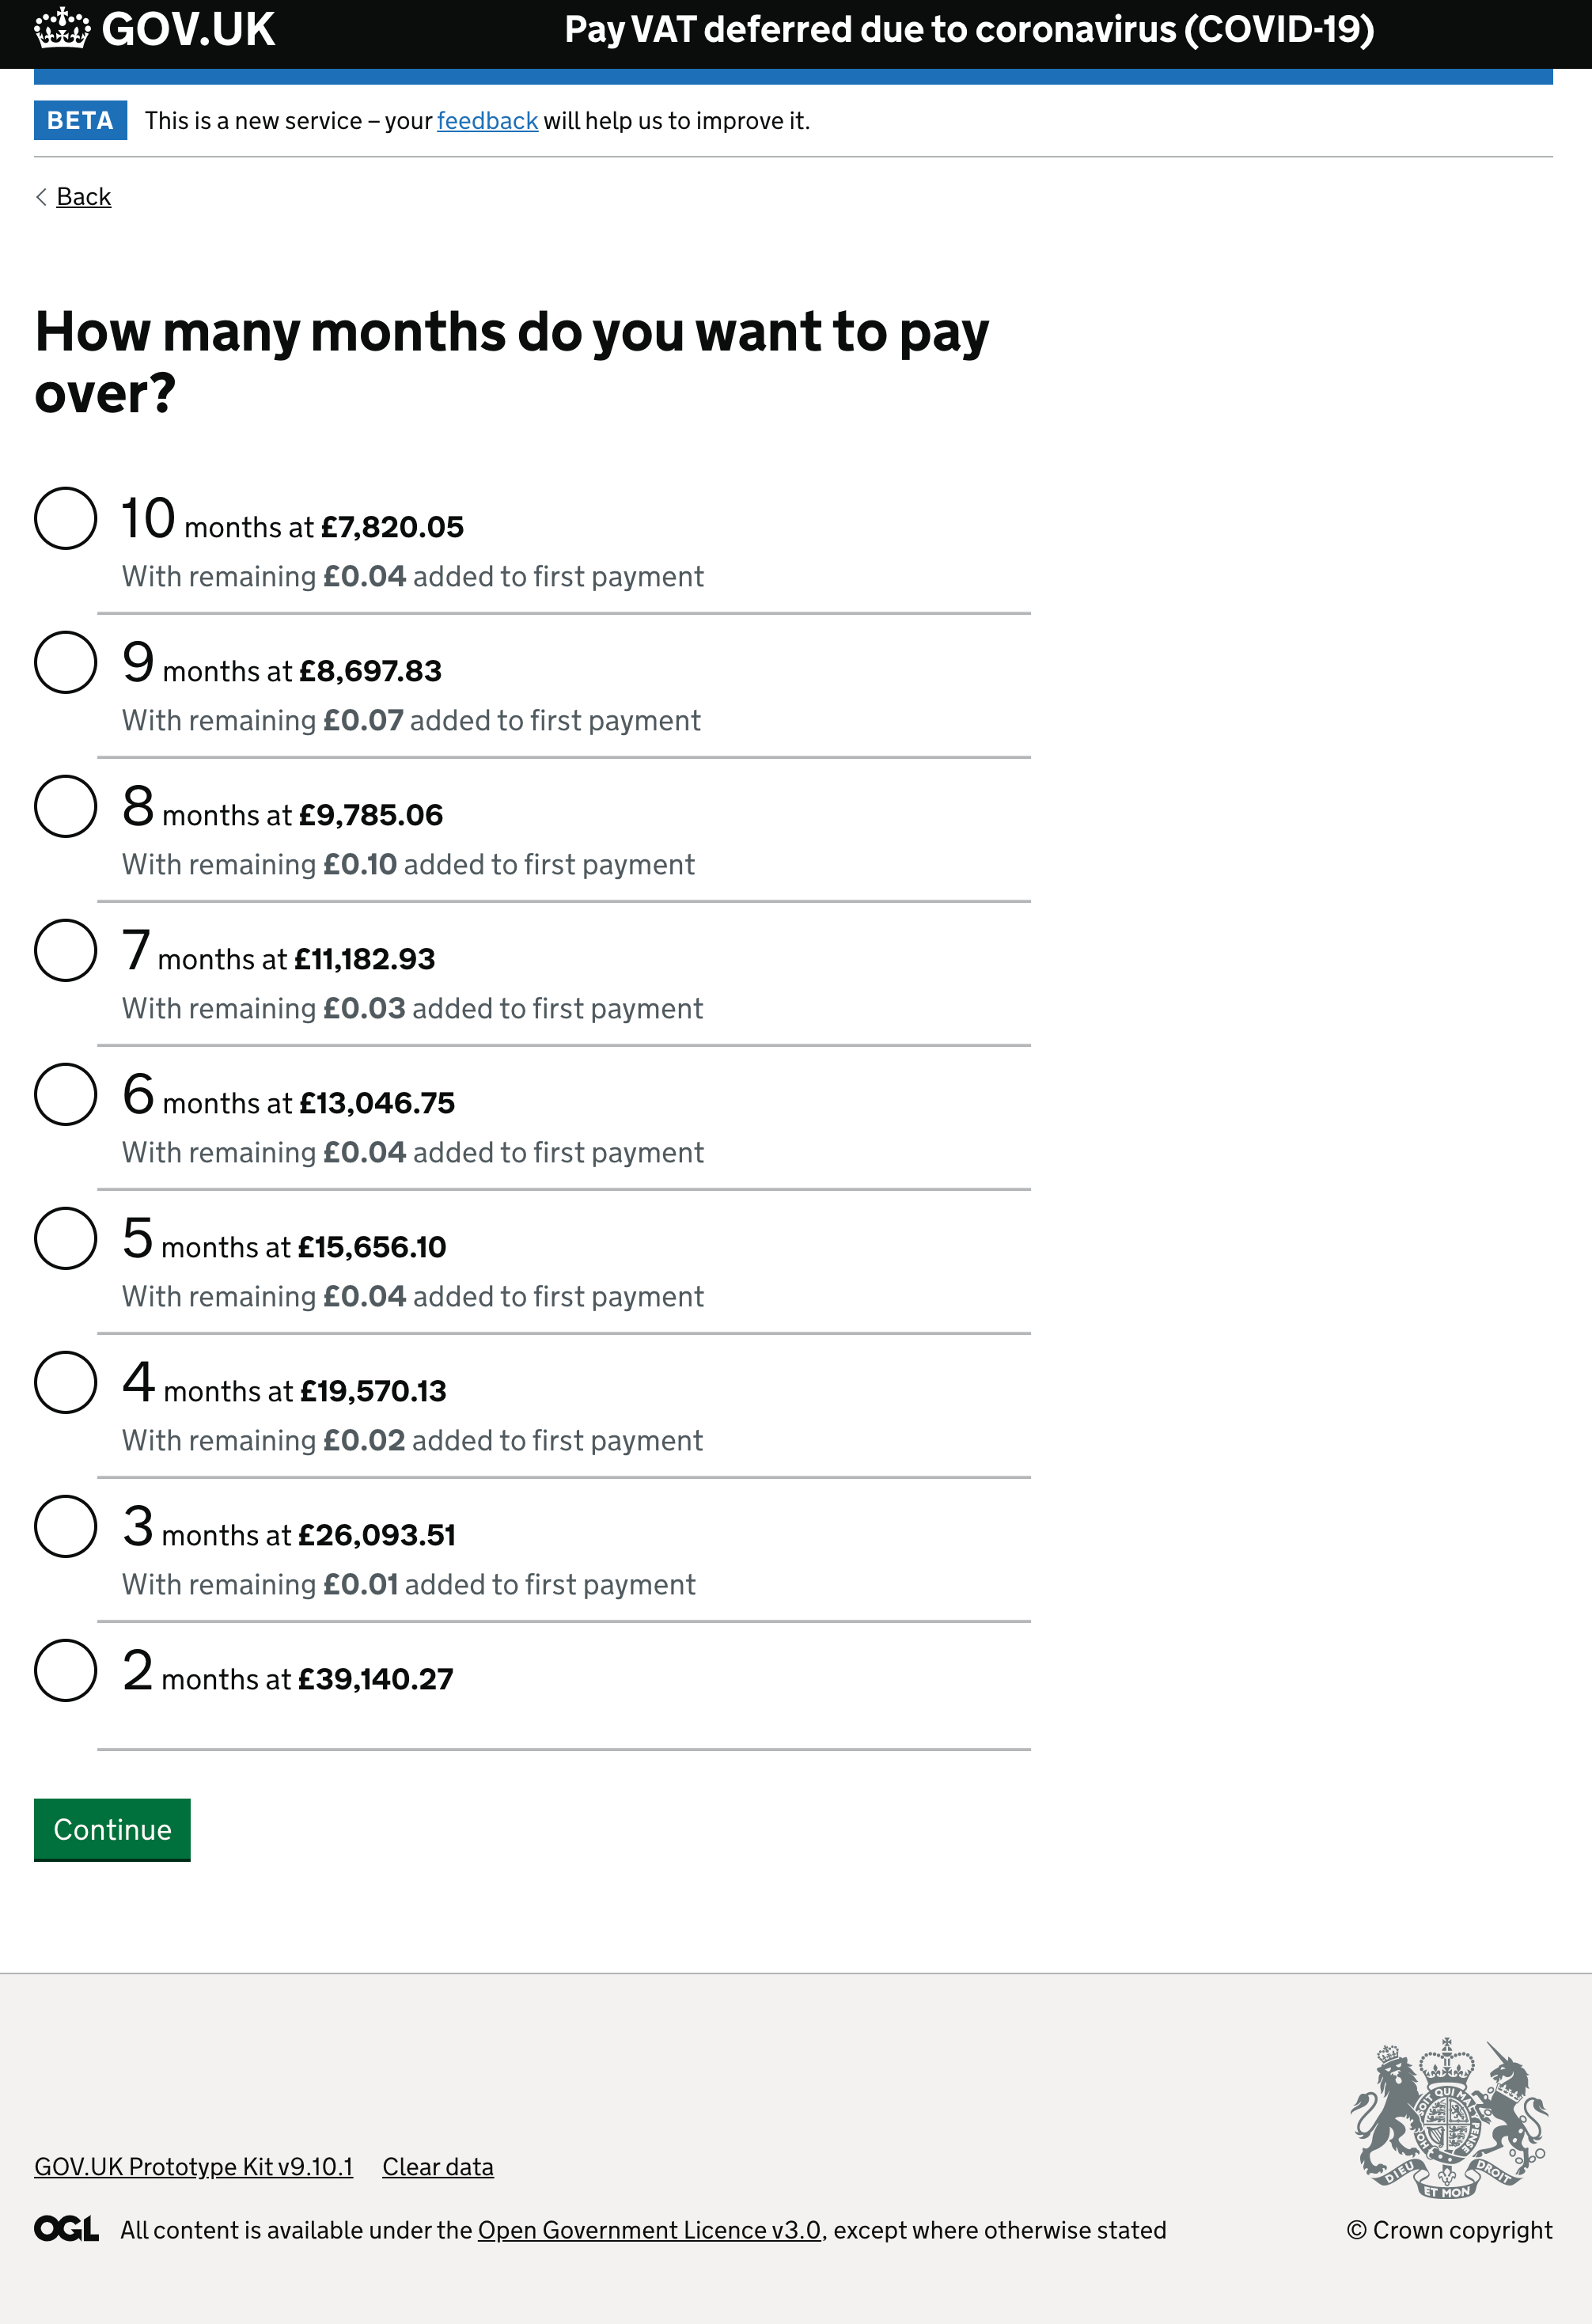 GOV.UK Pay VAT deferred due to coronavirus (COVID-19)
BETA This is a new service – your feedback will help us to improve it.
Back
How many months do you want to pay
over?
10 months at £7,820.05
With remaining £0.04 added to first payment
9 months at £8,697.83
With remaining £0.07 added to first payment
8 months at £9,785.06
With remaining £0.10 added to first payment
7 months at £11,182.93
With remaining £0.03 added to first payment
6 months at £13,046.75
With remaining £0.04 added to first payment
5 months at £15,656.10
With remaining £0.04 added to first payment
4 months at £19,570.13
With remaining £0.02 added to first payment
3 months at £26,093.51
With remaining £0.01 added to first payment
2 months at £39,140.27
Continue
GOV.UK Prototype Kit v9.10.1 Clear data
DIEU ET MON DROIT
OGL All content is available under the Open Government Licence v3.0, except where otherwise stated
© Crown copyright